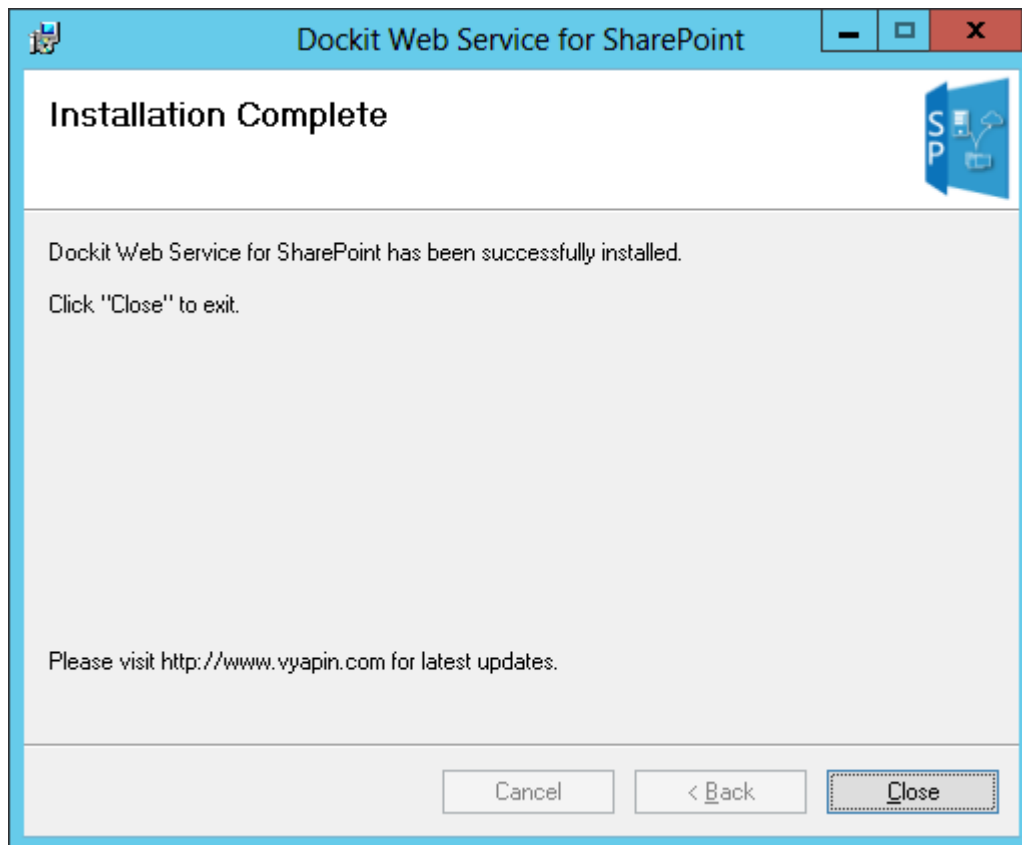 Dockit Web Service for SharePoint
Installation Complete
S
P
Dockit Web Service for SharePoint has been successfully installed.
Click "Close" to exit.
Please visit http://www.vyapin.com for latest updates.
Cancel
< Back
Close